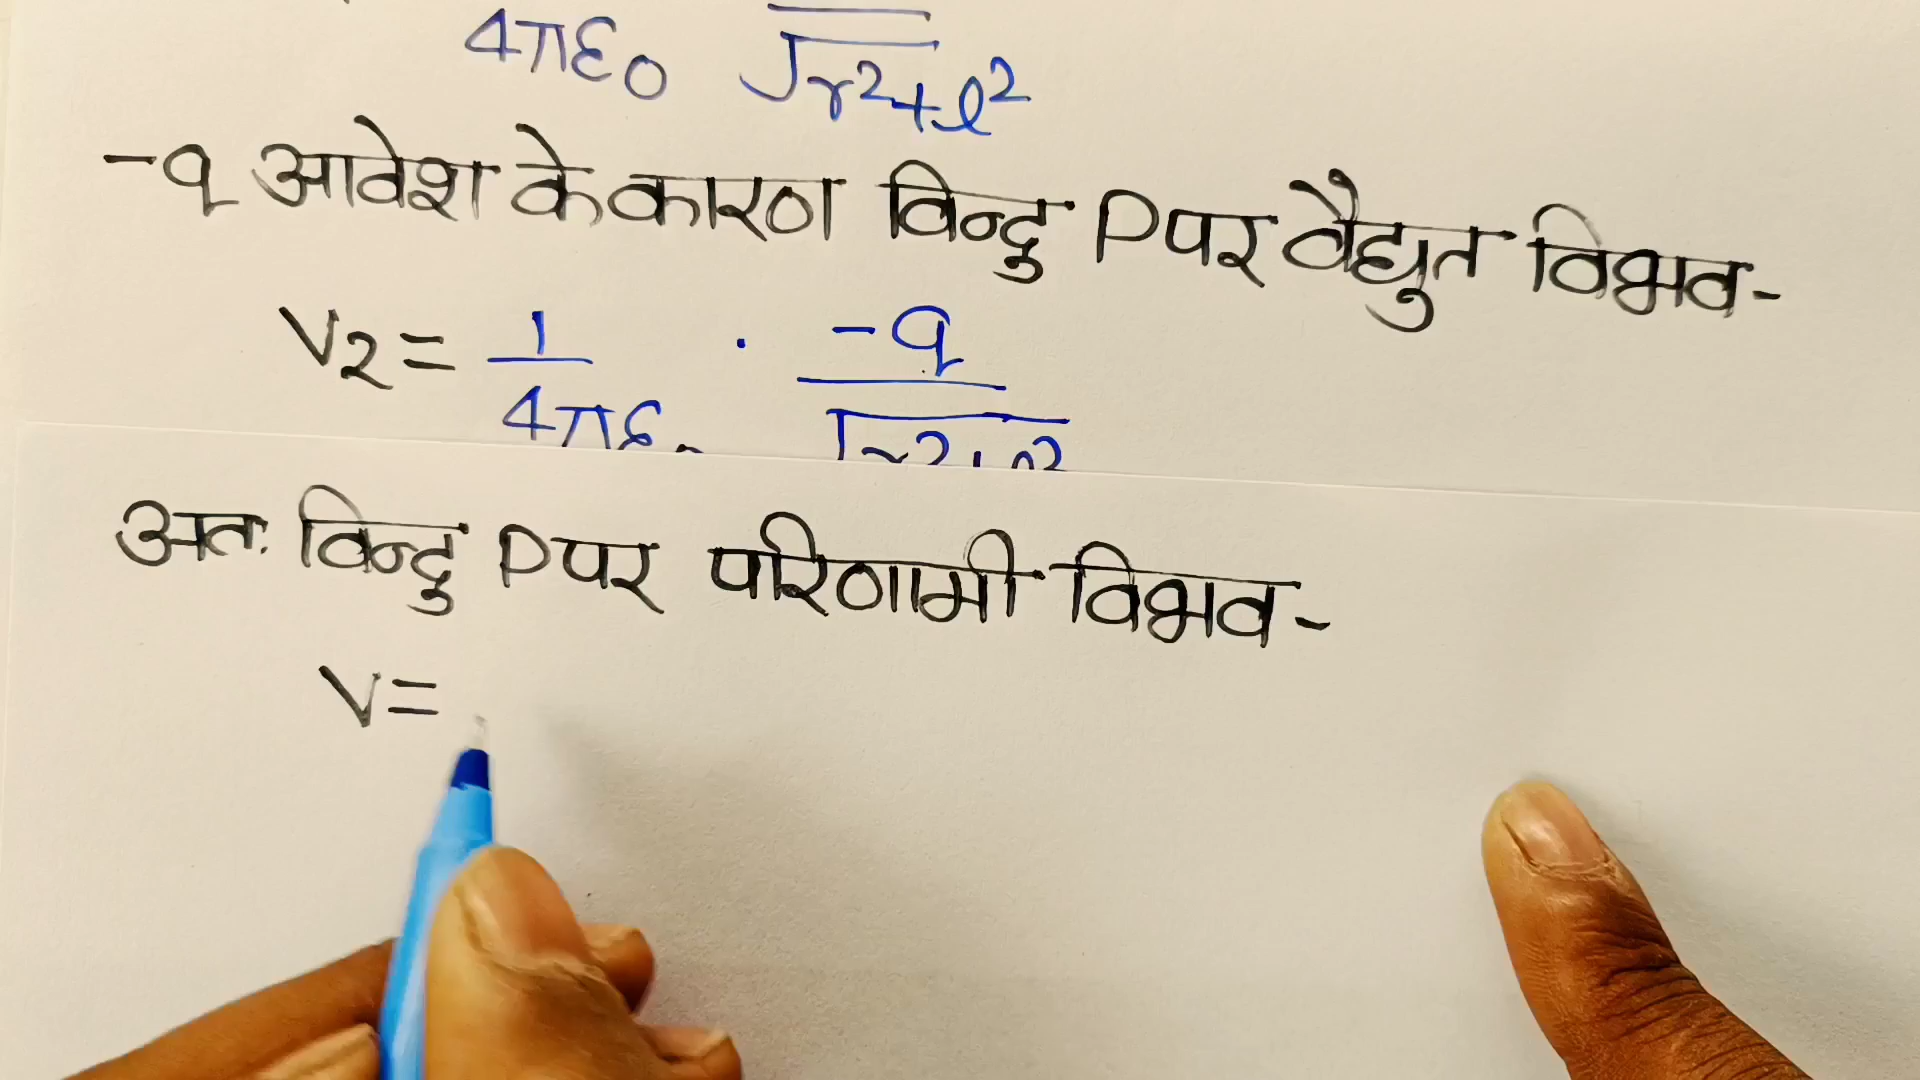 4πε₀ √r²+l²
-q आवेश के कारण विन्दु P पर वैद्युत विभव-
V₂ = 1/4πε₀ · -q/√r²+l²
अतः विन्दु P पर परिणामी विभव-
V=